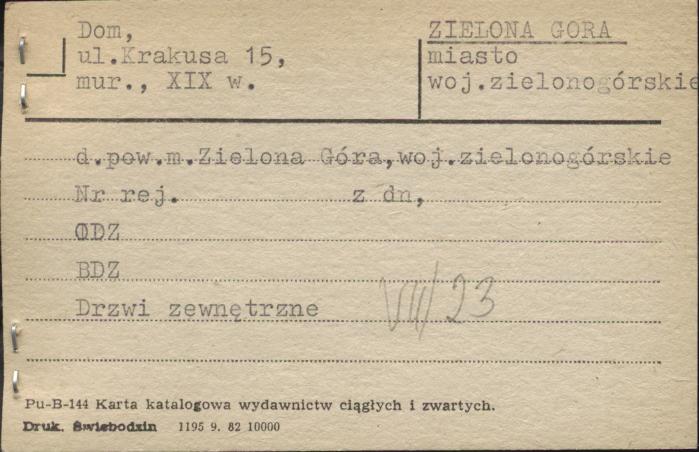 Dom,
ul.Krakusa 15,
mur., XIX w.
ZIELONA GORA
miasto
woj.zielonogórskie
d.pow.m.Zielona Góra,woj.zielonogórskie
Nr rej. z dn,
ODZ
BDZ
Drzwi zewnętrzne
VII/23
Pu-B-144 Karta katalogowa wydawnictw ciągłych i zwartych.
Druk. Świebodzin 1195 9. 82 10000